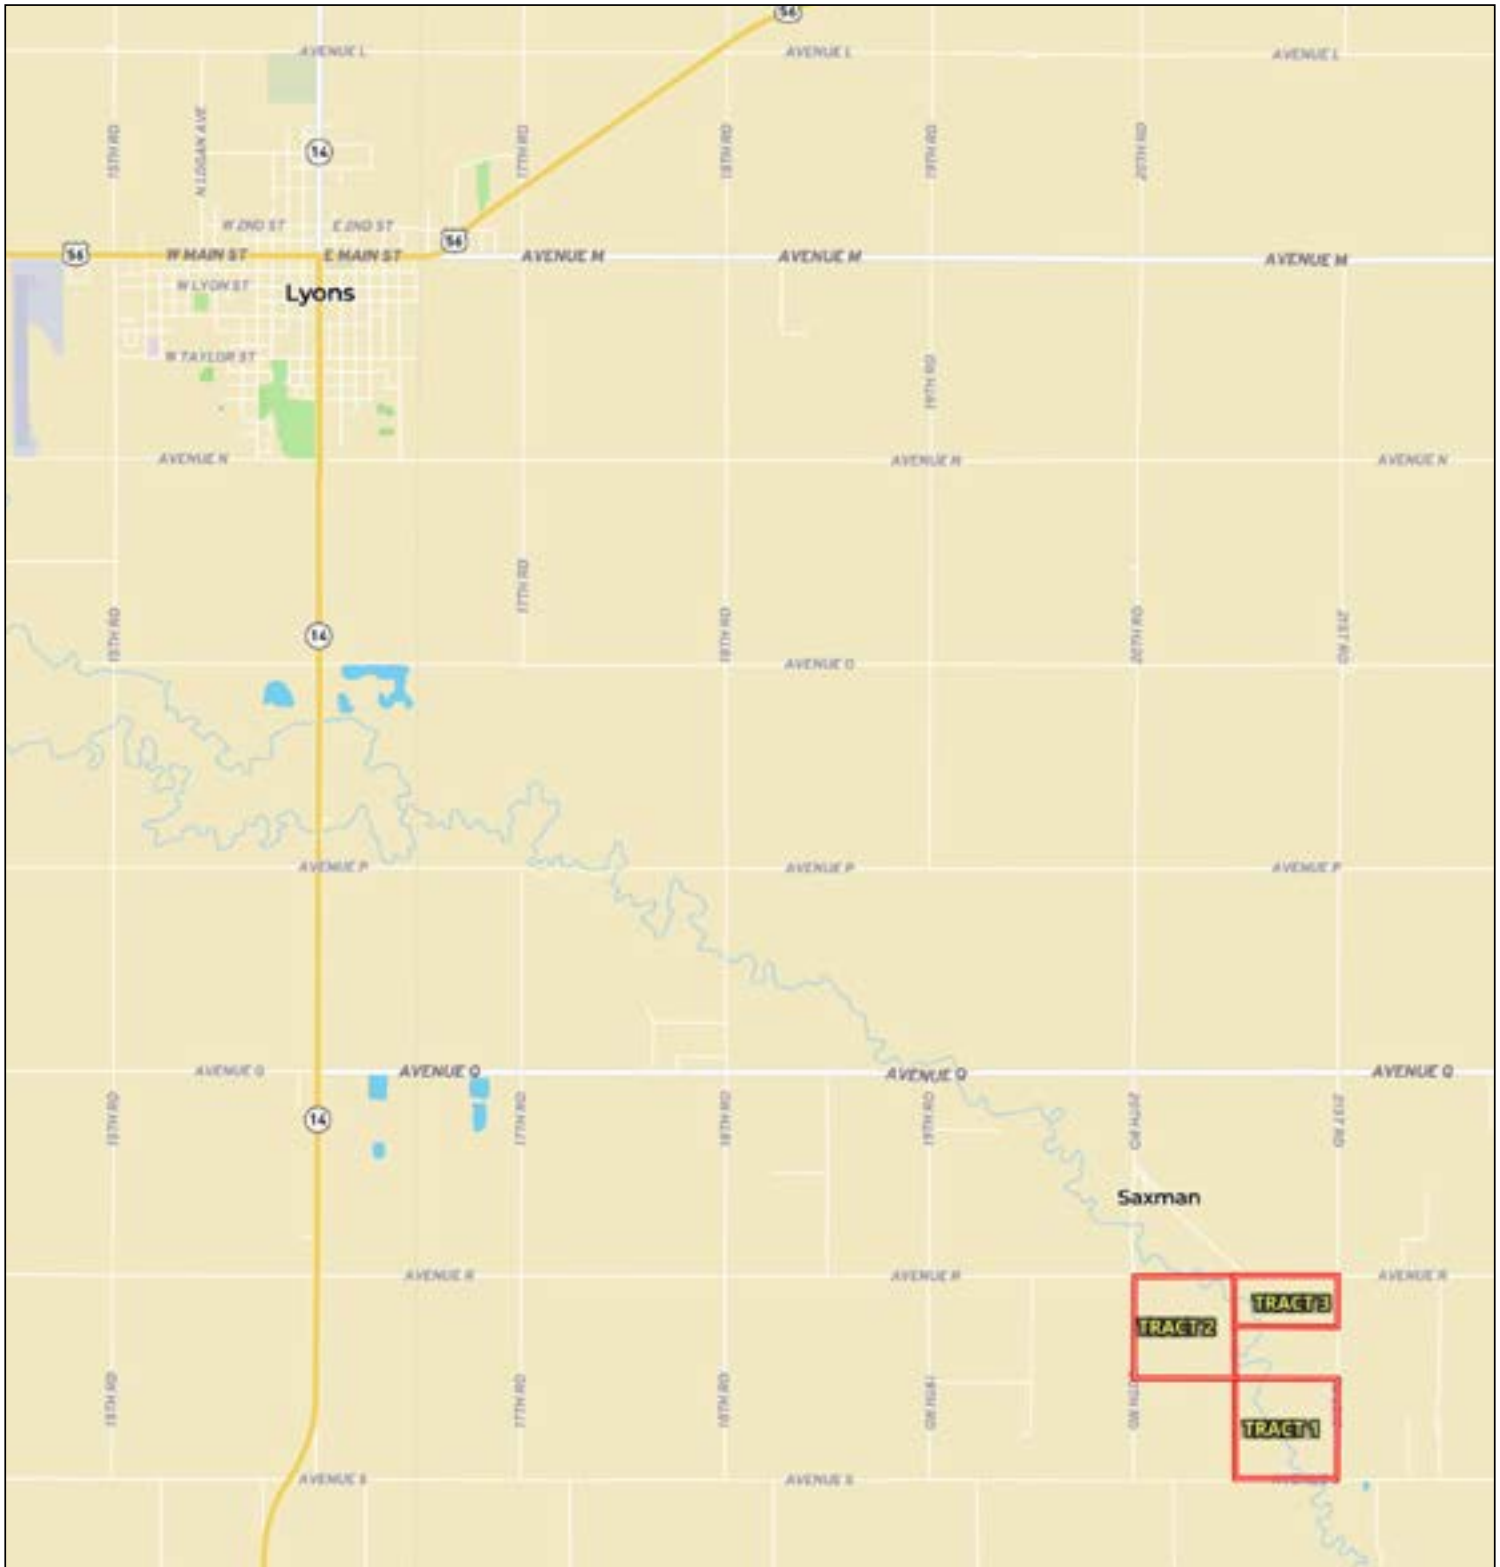 56
AVENUE L
AVENUE L
AVENUE L
15TH RD
N LOGAN AVE
14
17TH RD
18TH RD
19TH RD
20TH RD
W 2ND ST
E 2ND ST
56
56
W MAIN ST
E MAIN ST
AVENUE M
AVENUE M
AVENUE M
W LYON ST
Lyons
W TAYLOR ST
19TH RD
AVENUE N
AVENUE N
AVENUE N
17TH RD
15TH RD
14
18TH RD
20TH RD
21ST RD
AVENUE O
AVENUE P
AVENUE P
AVENUE P
AVENUE Q
AVENUE Q
AVENUE Q
AVENUE Q
15TH RD
14
17TH RD
18TH RD
19TH RD
20TH RD
21ST RD
Saxman
AVENUE R
AVENUE R
AVENUE R
TRACT 3
TRACT 2
15TH RD
17TH RD
18TH RD
19TH RD
TRACT 1
AVENUE S
AVENUE S